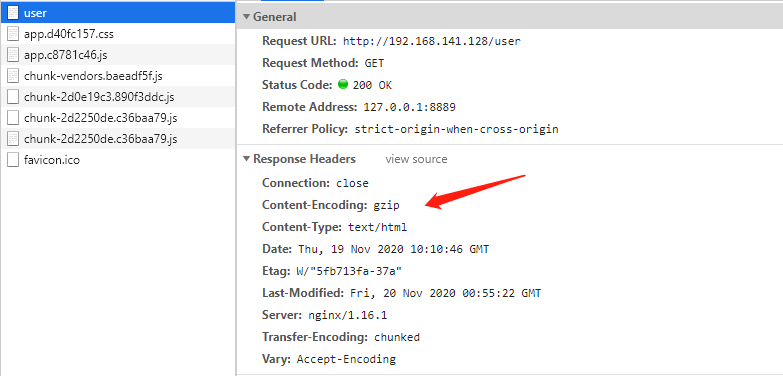 user
app.d40fc157.css
app.c8781c46.js
chunk-vendors.baeadf5f.js
chunk-2d0e19c3.890f3ddc.js
chunk-2d2250de.c36baa79.js
chunk-2d2250de.c36baa79.js
favicon.ico
General
Request URL: http://192.168.141.128/user
Request Method: GET
Status Code: 200 OK
Remote Address: 127.0.0.1:8889
Referrer Policy: strict-origin-when-cross-origin
Response Headers view source
Connection: close
Content-Encoding: gzip
Content-Type: text/html
Date: Thu, 19 Nov 2020 10:10:46 GMT
Etag: W/"5fb713fa-37a"
Last-Modified: Fri, 20 Nov 2020 00:55:22 GMT
Server: nginx/1.16.1
Transfer-Encoding: chunked
Vary: Accept-Encoding